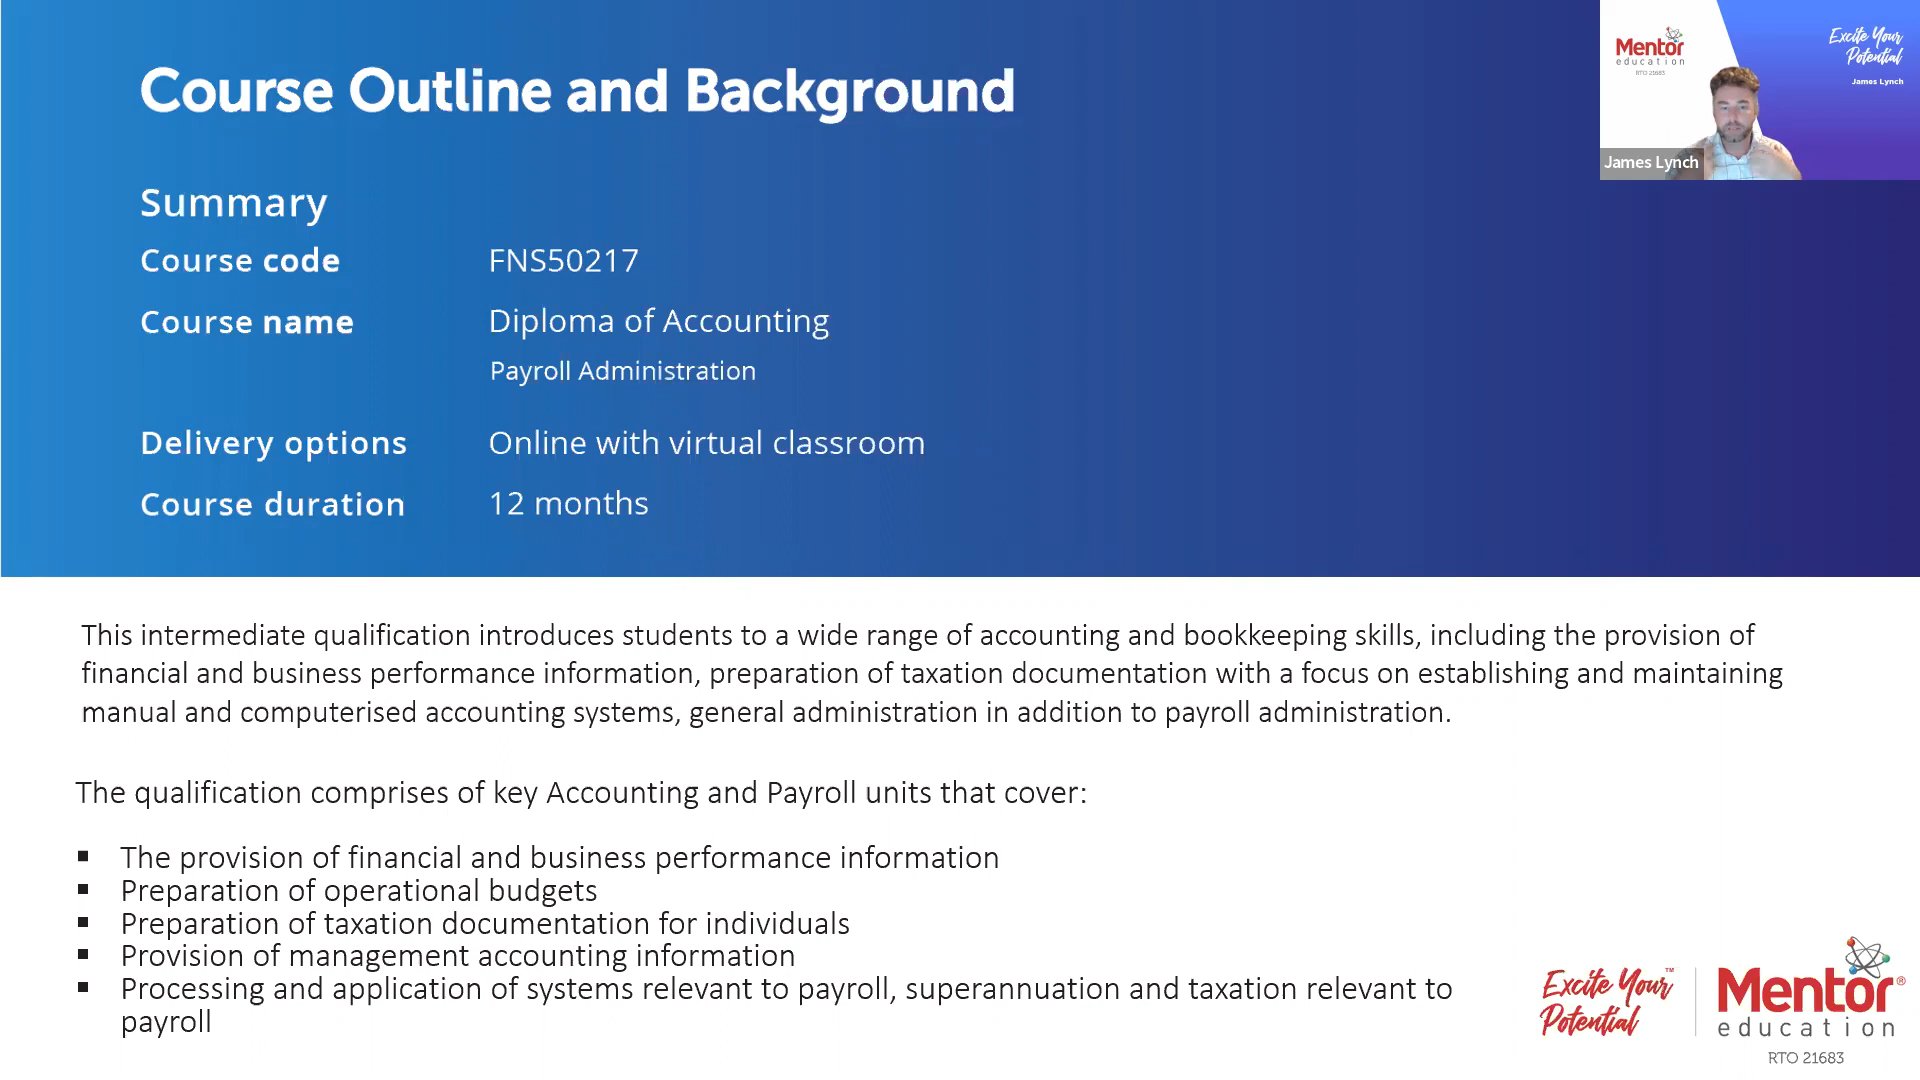 Course Outline and Background
Summary
Course code FNS50217
Course name Diploma of Accounting
Payroll Administration
Delivery options Online with virtual classroom
Course duration 12 months
Mentor
education
RTO 21683
Excite Your
Potential
James Lynch
James Lynch
This intermediate qualification introduces students to a wide range of accounting and bookkeeping skills, including the provision of
financial and business performance information, preparation of taxation documentation with a focus on establishing and maintaining
manual and computerised accounting systems, general administration in addition to payroll administration.
The qualification comprises of key Accounting and Payroll units that cover:
▪ The provision of financial and business performance information
▪ Preparation of operational budgets
▪ Preparation of taxation documentation for individuals
▪ Provision of management accounting information
▪ Processing and application of systems relevant to payroll, superannuation and taxation relevant to
payroll
Excite Your™
Potential
Mentor®
education
RTO 21683